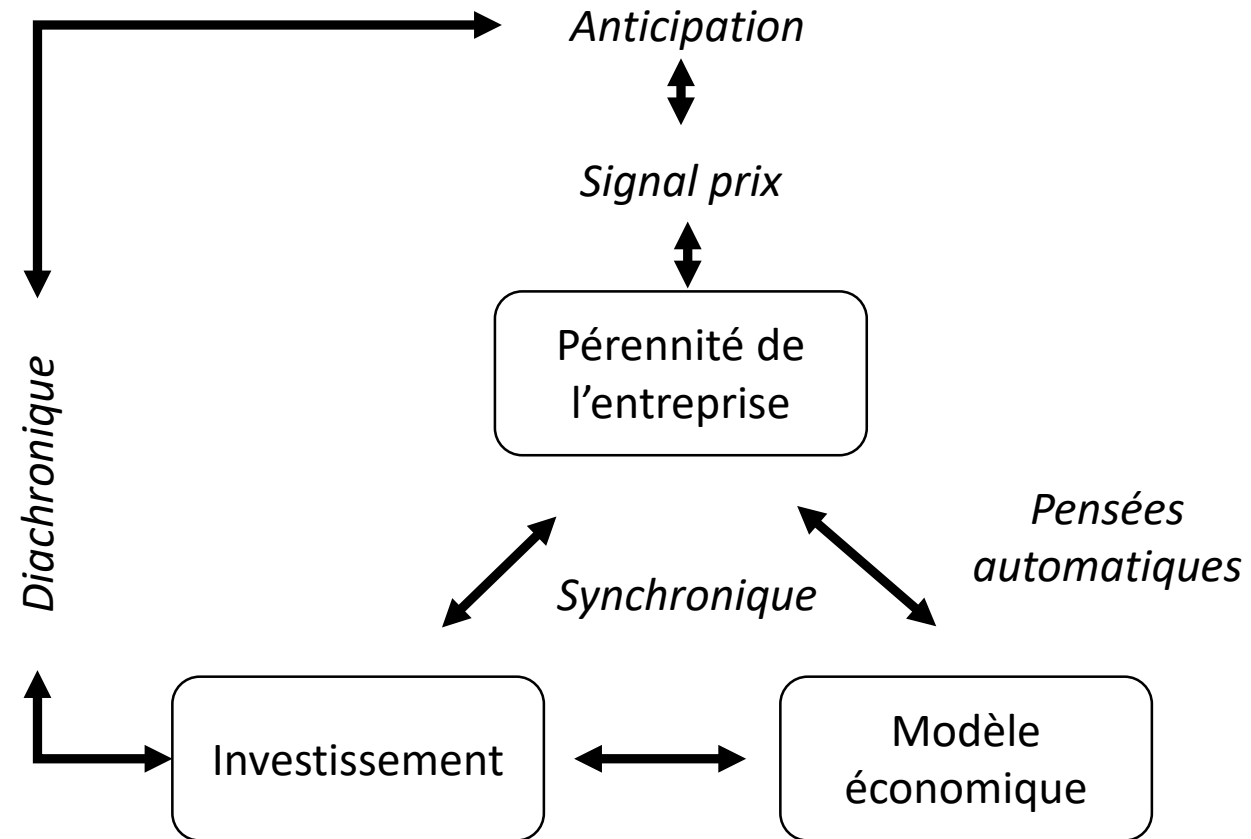 Anticipation
Signal prix
Pérennité de
l’entreprise
Diachronique
Pensées
automatiques
Synchronique
Investissement
Modèle
économique